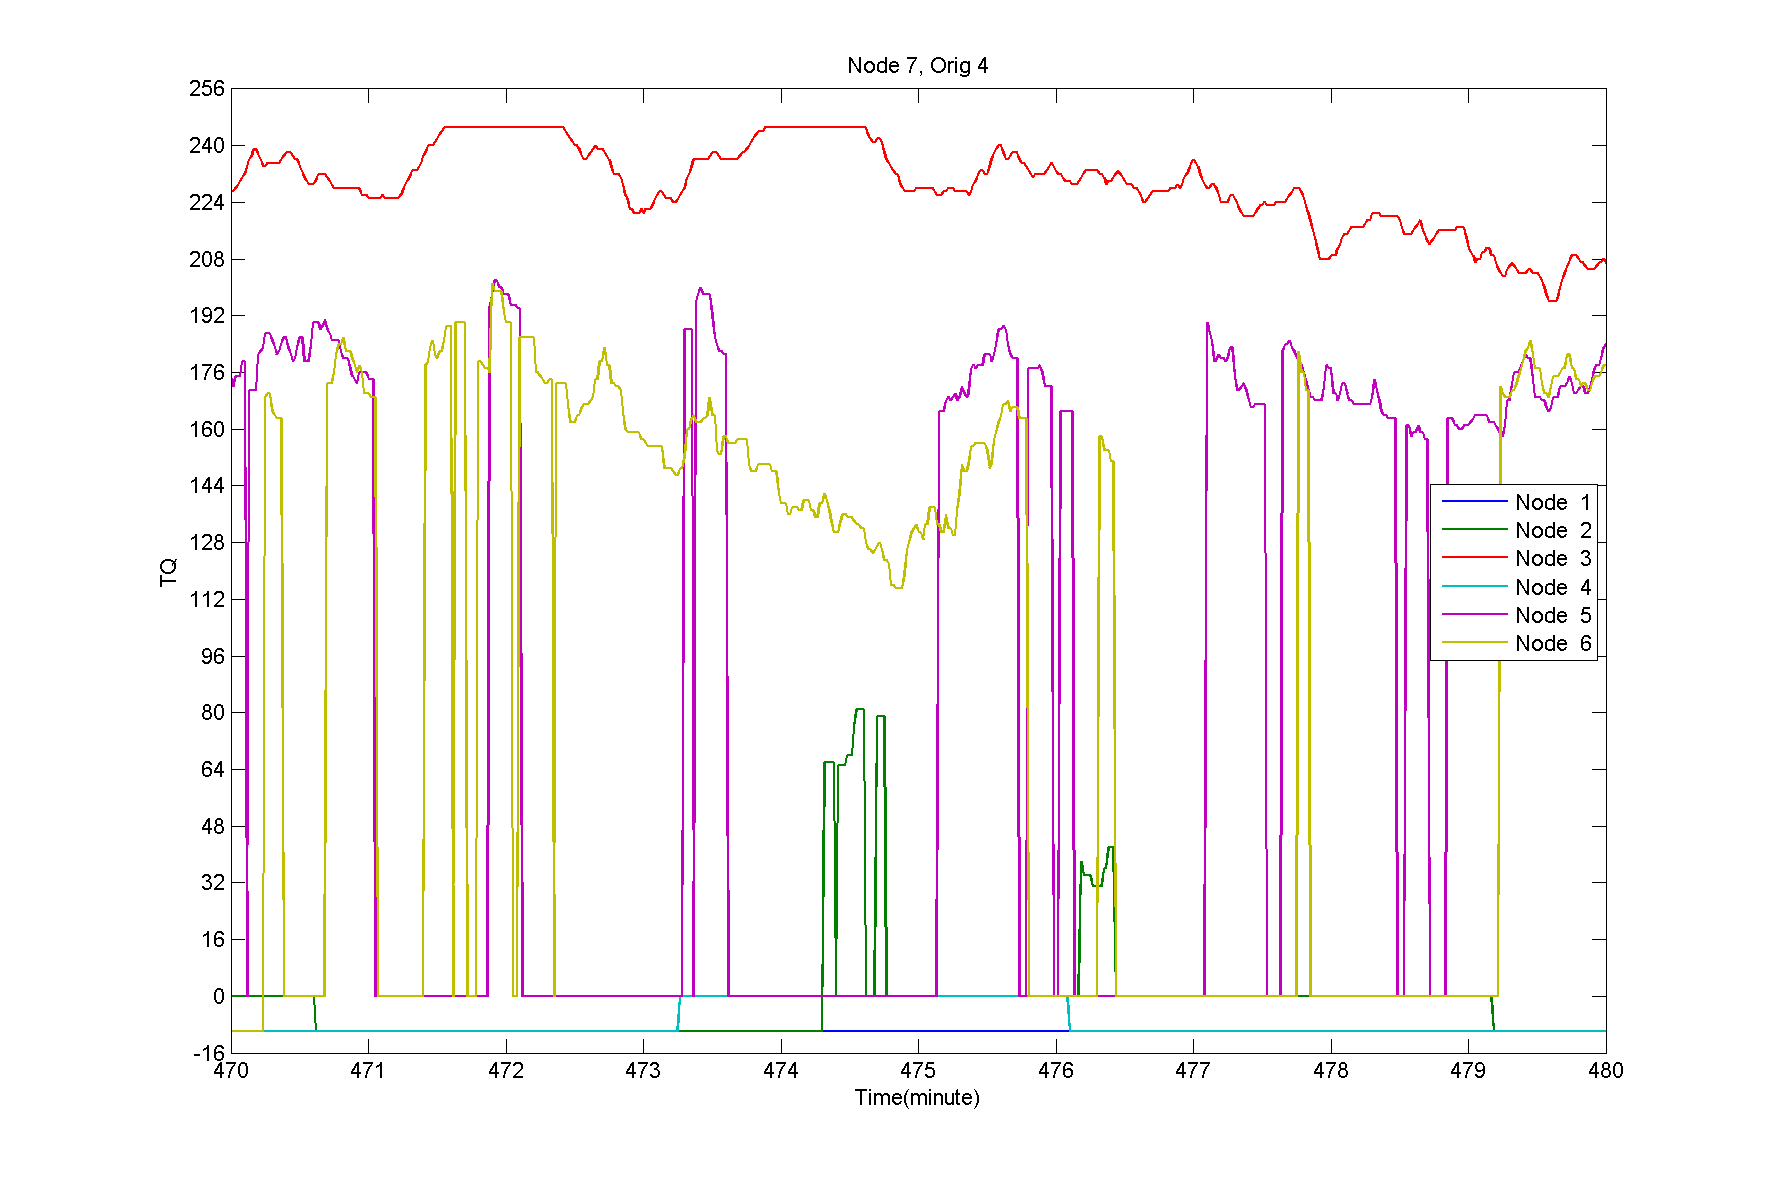 Node 7, Orig 4
256
240
224
208
192
176
160
144
128
112
96
80
64
48
32
16
0
-16
TQ
Node 1
Node 2
Node 3
Node 4
Node 5
Node 6
470 471 472 473 474 475 476 477 478 479 480
Time(minute)